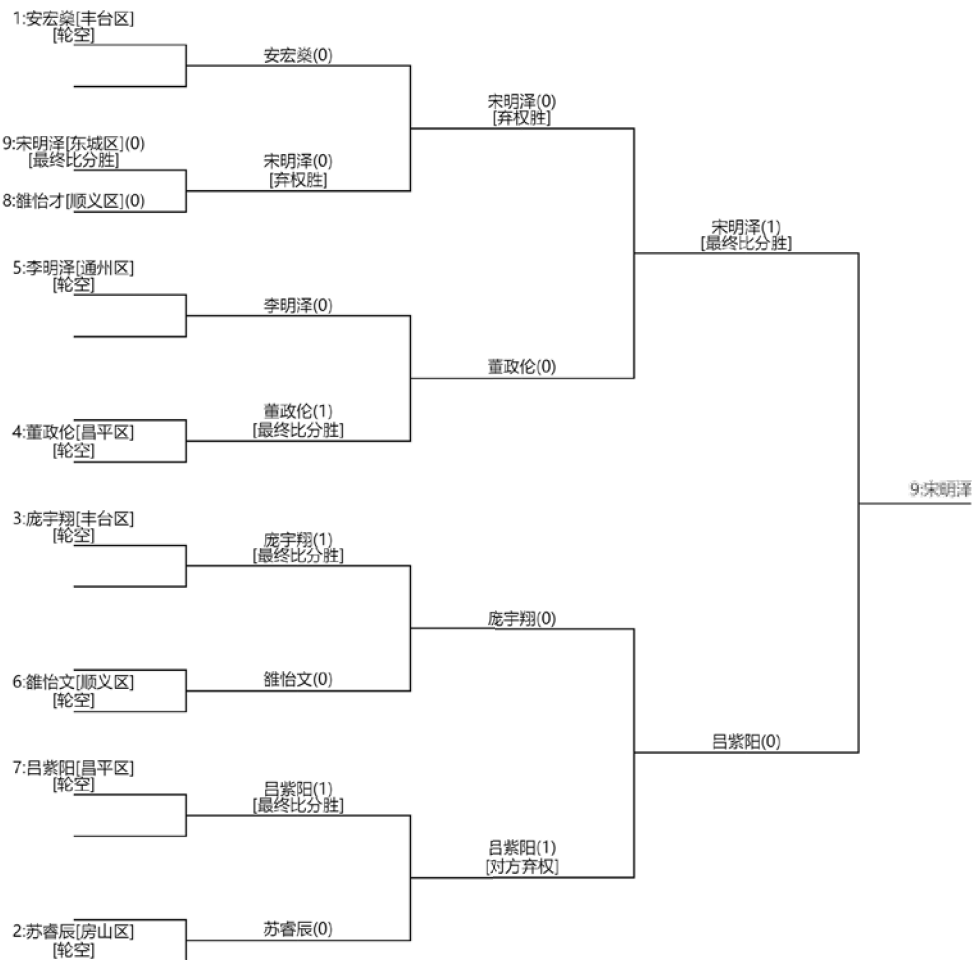 1:安宏燊[丰台区]
[轮空]
安宏燊(0)
宋明泽(0)
[弃权胜]
9:宋明泽[东城区](0)
[最终比分胜]
宋明泽(0)
[弃权胜]
8:雒怡才[顺义区](0)
宋明泽(1)
[最终比分胜]
5:李明泽[通州区]
[轮空]
李明泽(0)
董政伦(0)
董政伦(1)
[最终比分胜]
4:董政伦[昌平区]
[轮空]
9:宋明泽
3:庞宇翔[丰台区]
[轮空]
庞宇翔(1)
[最终比分胜]
庞宇翔(0)
6:雒怡文[顺义区]
[轮空]
雒怡文(0)
吕紫阳(0)
7:吕紫阳[昌平区]
[轮空]
吕紫阳(1)
[最终比分胜]
吕紫阳(1)
[对方弃权]
2:苏睿辰[房山区]
[轮空]
苏睿辰(0)